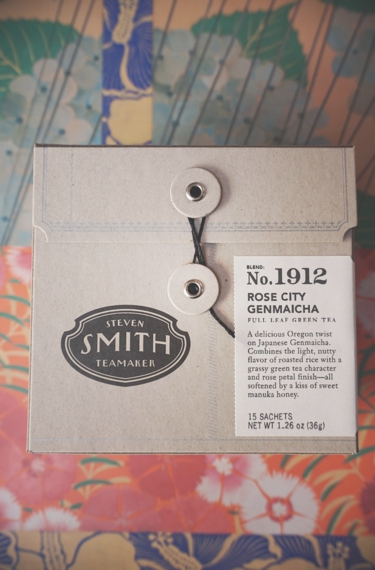 STEVEN
SMITH
TEAMAKER
BLEND:
No. 1912
ROSE CITY
GENMAICHA
FULL LEAF GREEN TEA
A delicious Oregon twist
on Japanese Genmaicha.
Combines the light, nutty
flavor of roasted rice with a
grassy green tea character
and rose petal finish—all
softened by a kiss of sweet
manuka honey.
15 SACHETS
NET WT 1.26 oz (36g)